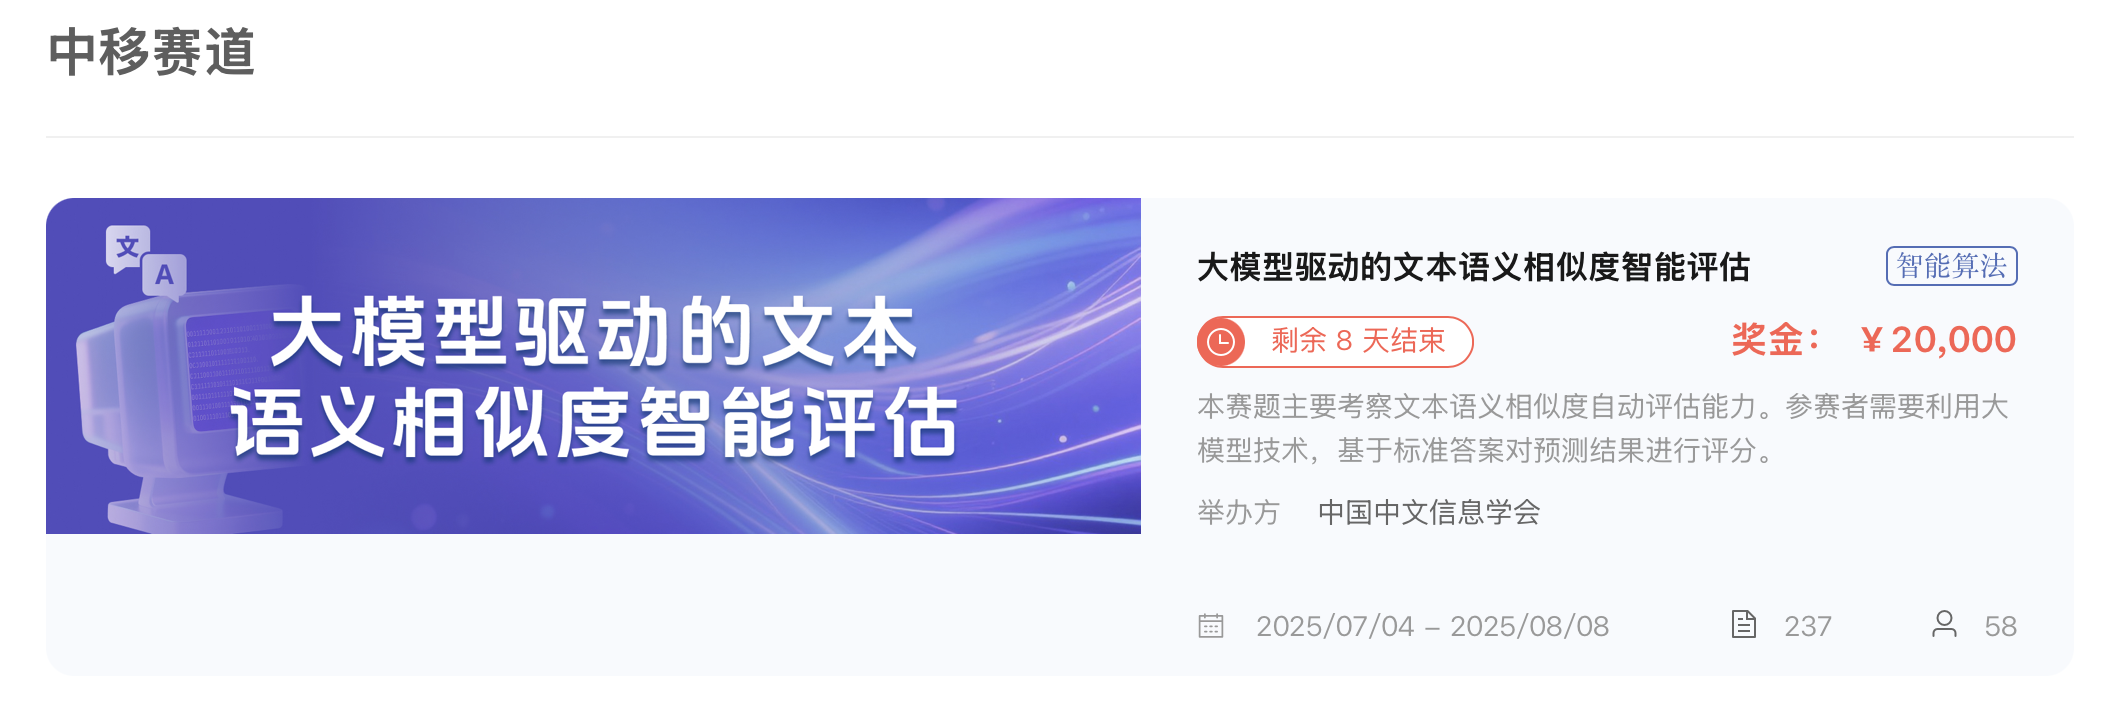 中移赛道
文
A
大模型驱动的文本
语义相似度智能评估
大模型驱动的文本语义相似度智能评估
智能算法
剩余 8 天结束
奖金： ¥ 20,000
本赛题主要考察文本语义相似度自动评估能力。参赛者需要利用大
模型技术，基于标准答案对预测结果进行评分。
举办方 中国中文信息学会
2025/07/04 – 2025/08/08
237
58